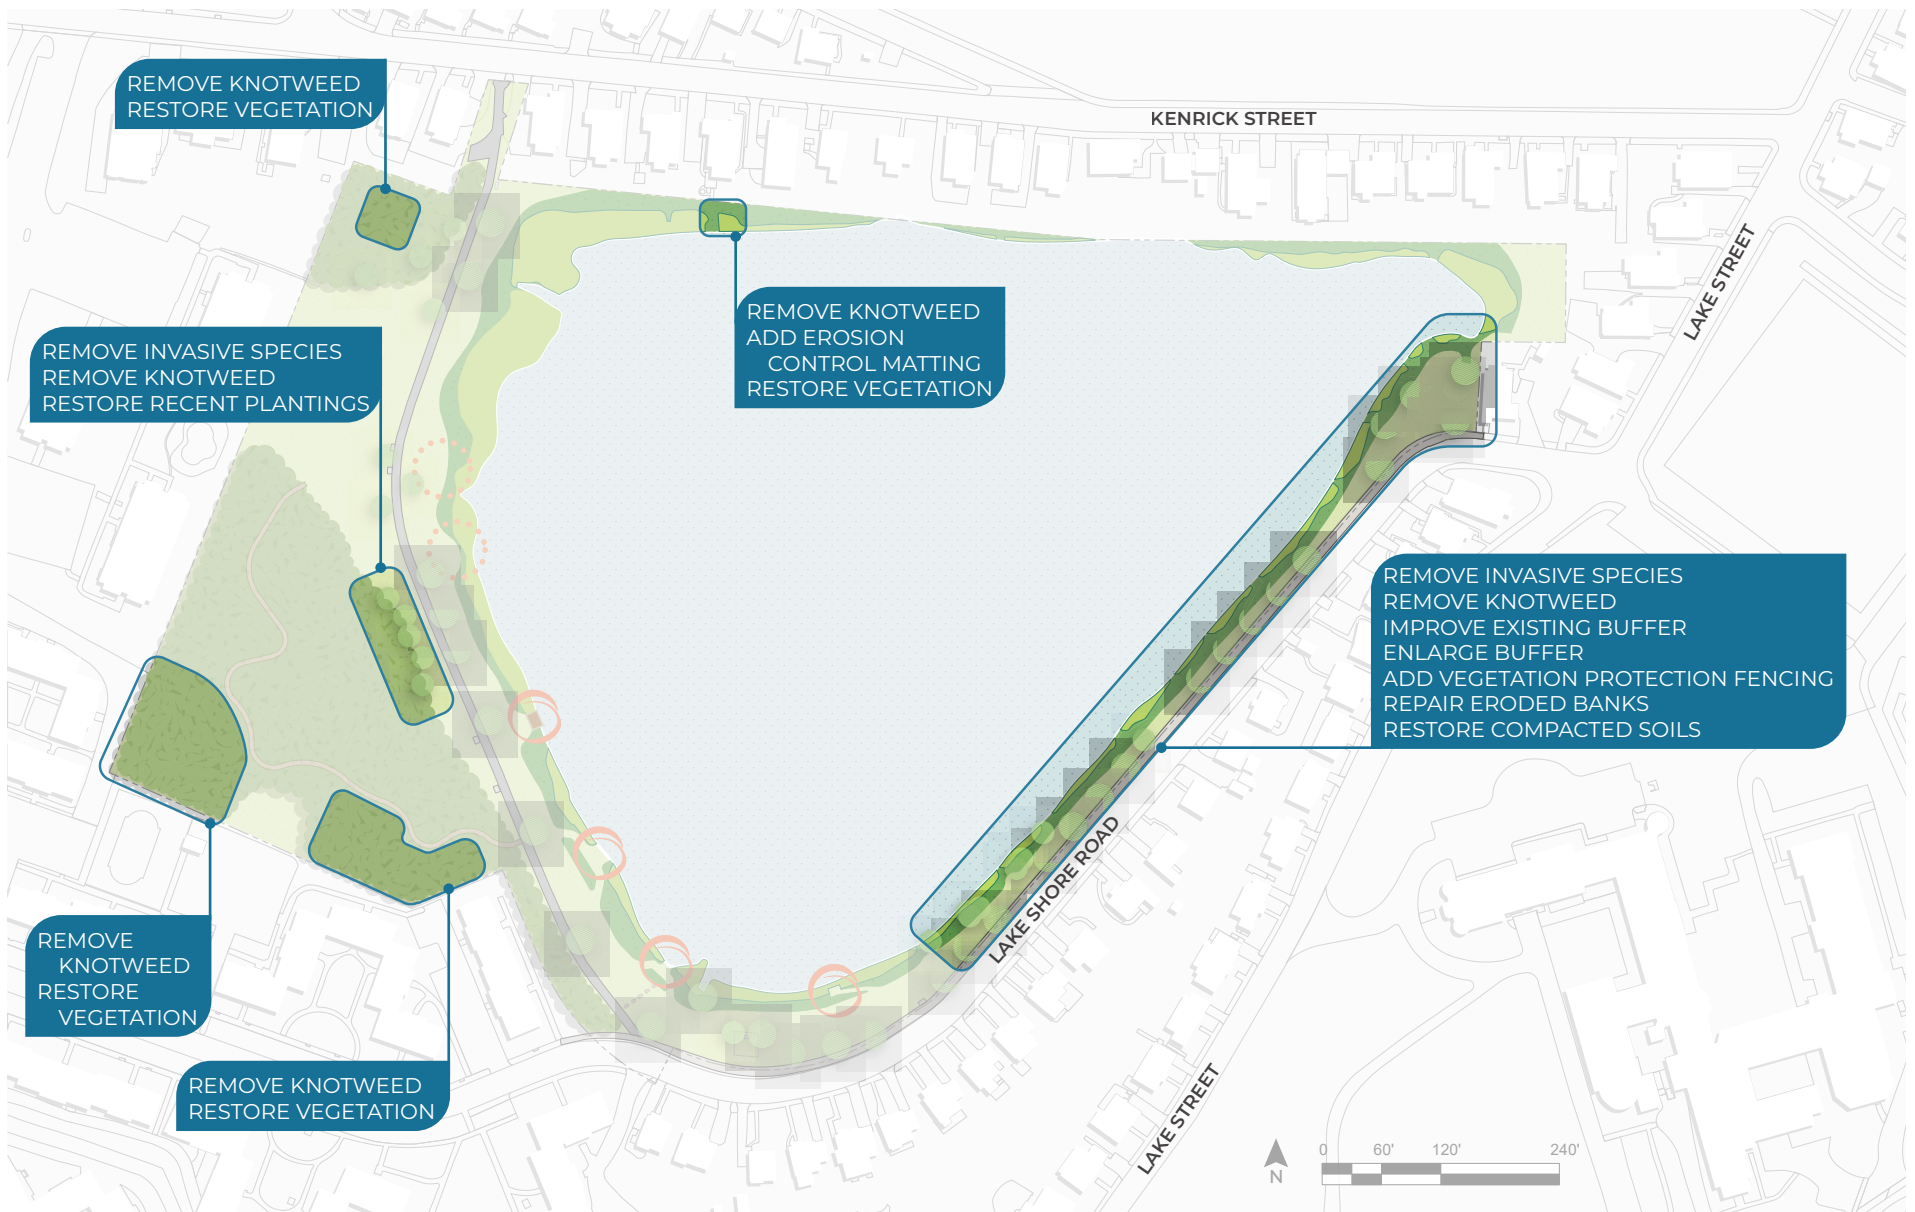 REMOVE KNOTWEED
RESTORE VEGETATION
KENRICK STREET
LAKE STREET
REMOVE KNOTWEED
ADD EROSION
CONTROL MATTING
RESTORE VEGETATION
REMOVE INVASIVE SPECIES
REMOVE KNOTWEED
RESTORE RECENT PLANTINGS
REMOVE INVASIVE SPECIES
REMOVE KNOTWEED
IMPROVE EXISTING BUFFER
ENLARGE BUFFER
ADD VEGETATION PROTECTION FENCING
REPAIR ERODED BANKS
RESTORE COMPACTED SOILS
LAKE SHORE ROAD
REMOVE
KNOTWEED
RESTORE
VEGETATION
REMOVE KNOTWEED
RESTORE VEGETATION
LAKE STREET
N
0 60' 120' 240'